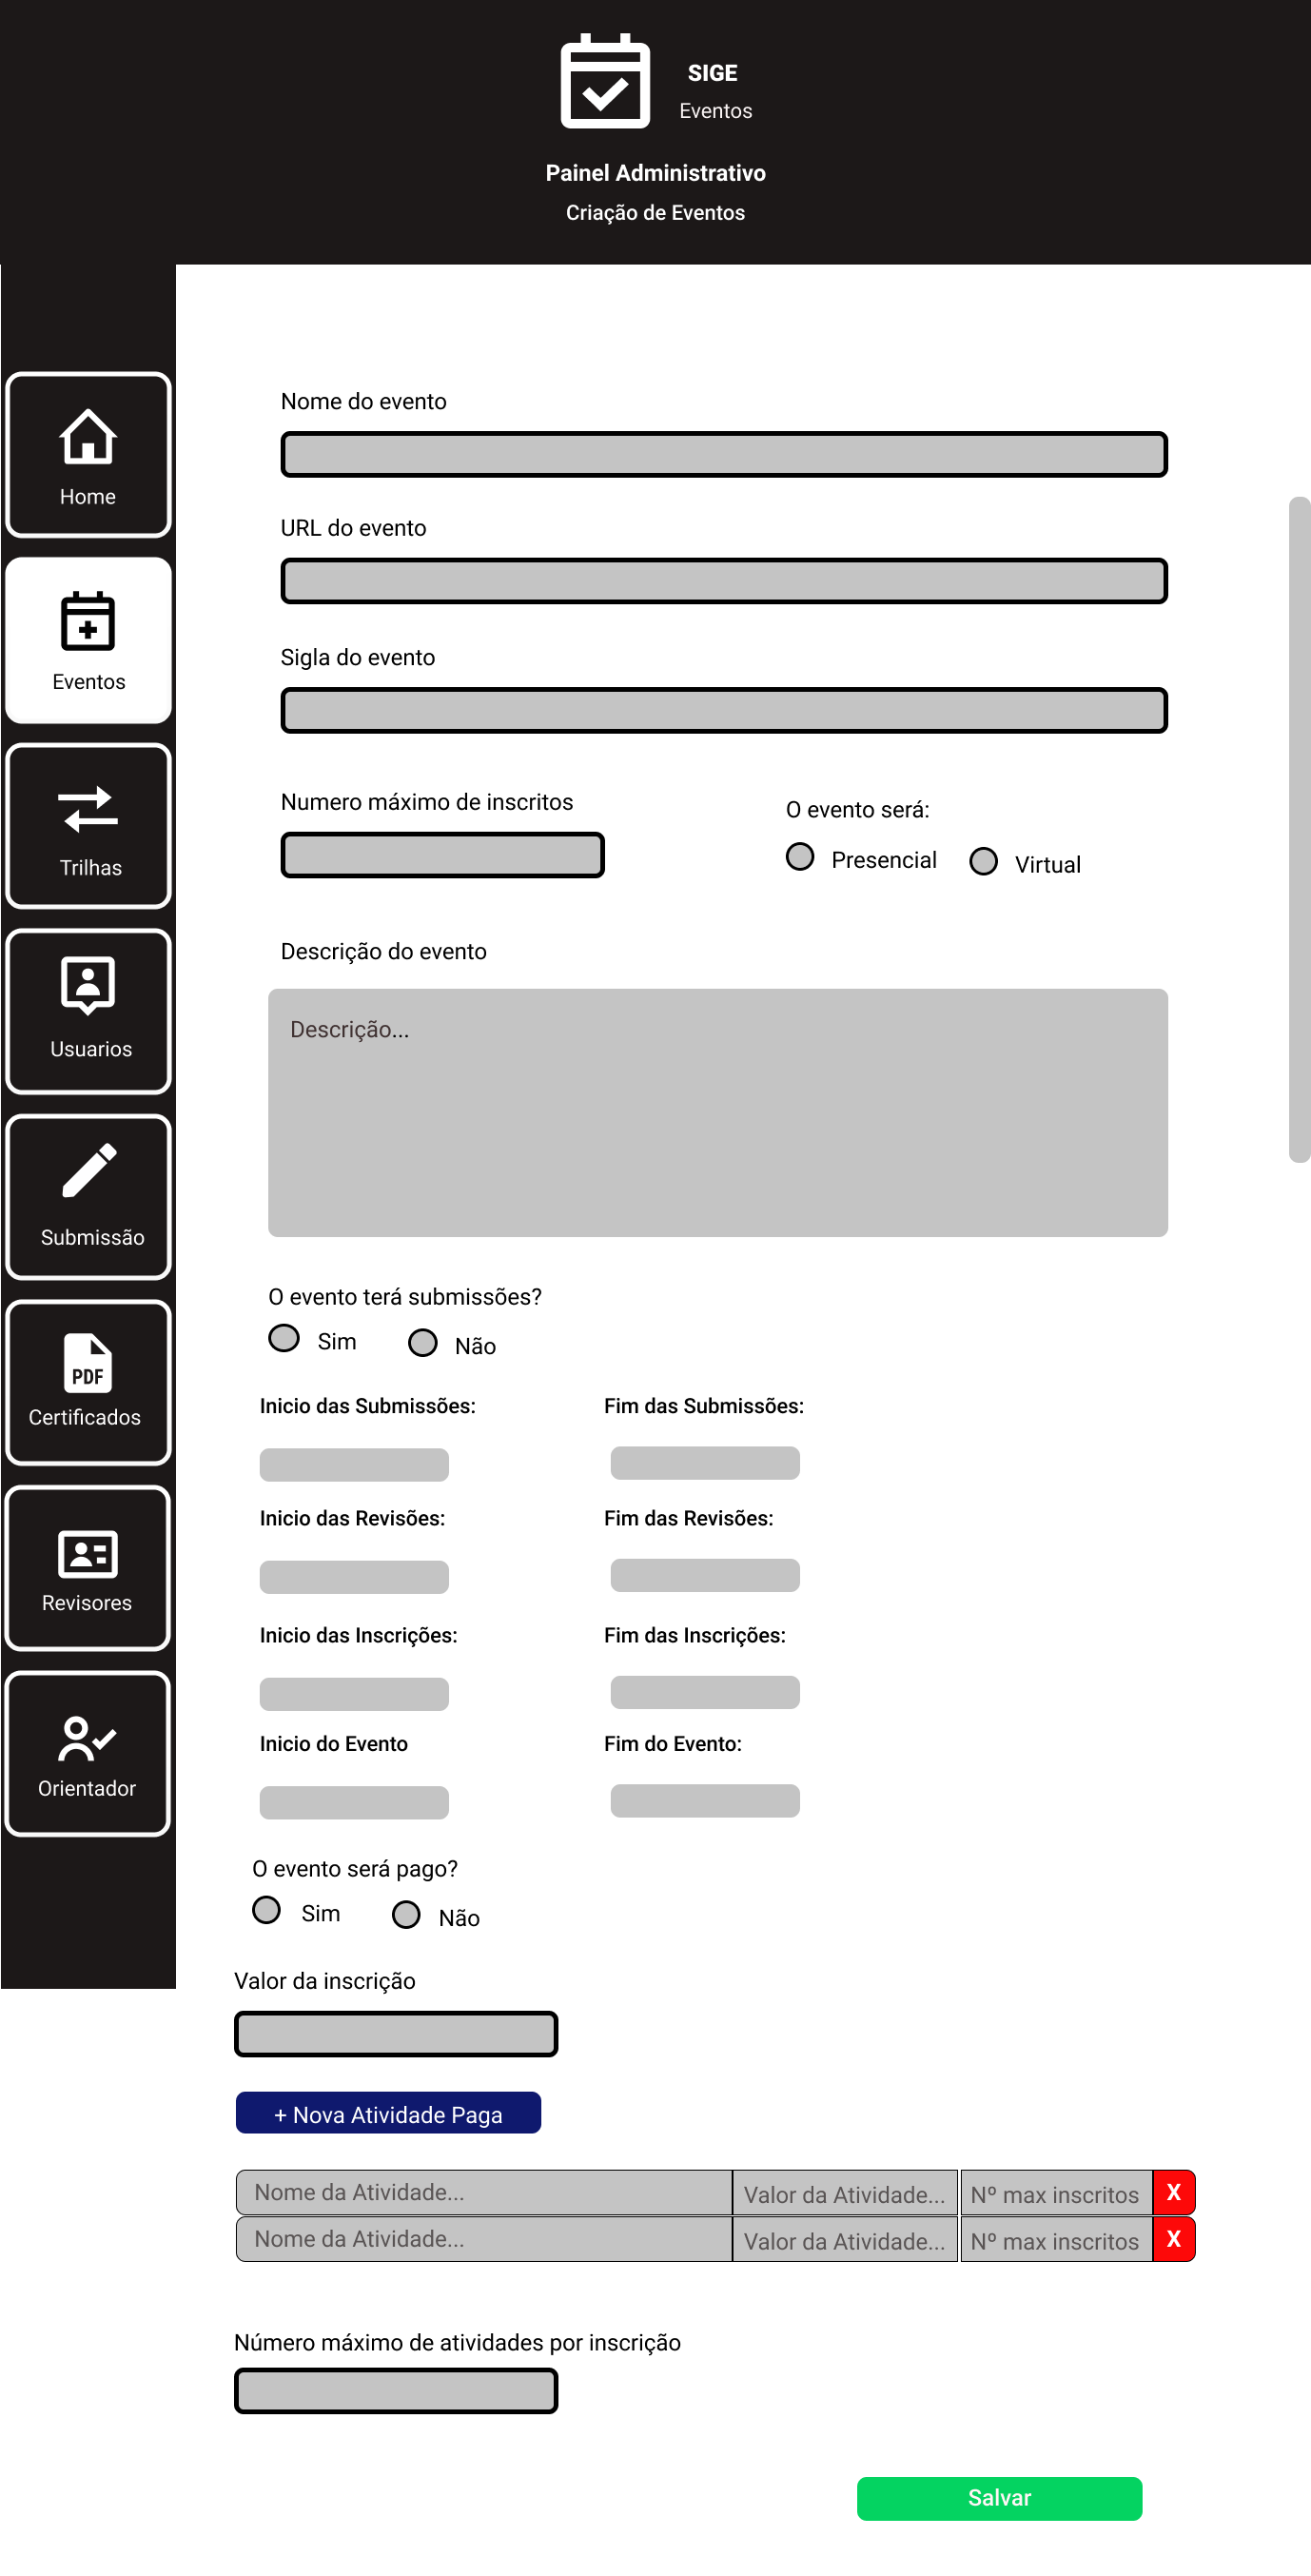 SIGE
Eventos
Painel Administrativo
Criação de Eventos
Home
Eventos
Trilhas
Usuarios
Submissão
PDF
Certificados
Revisores
Orientador
Nome do evento
URL do evento
Sigla do evento
Numero máximo de inscritos
O evento será:
Presencial Virtual
Descrição do evento
Descrição...
O evento terá submissões?
Sim Não
Inicio das Submissões: Fim das Submissões:
Inicio das Revisões: Fim das Revisões:
Inicio das Inscrições: Fim das Inscrições:
Inicio do Evento Fim do Evento:
O evento será pago?
Sim Não
Valor da inscrição
+ Nova Atividade Paga
Nome da Atividade... Valor da Atividade... Nº max inscritos X
Nome da Atividade... Valor da Atividade... Nº max inscritos X
Número máximo de atividades por inscrição
Salvar